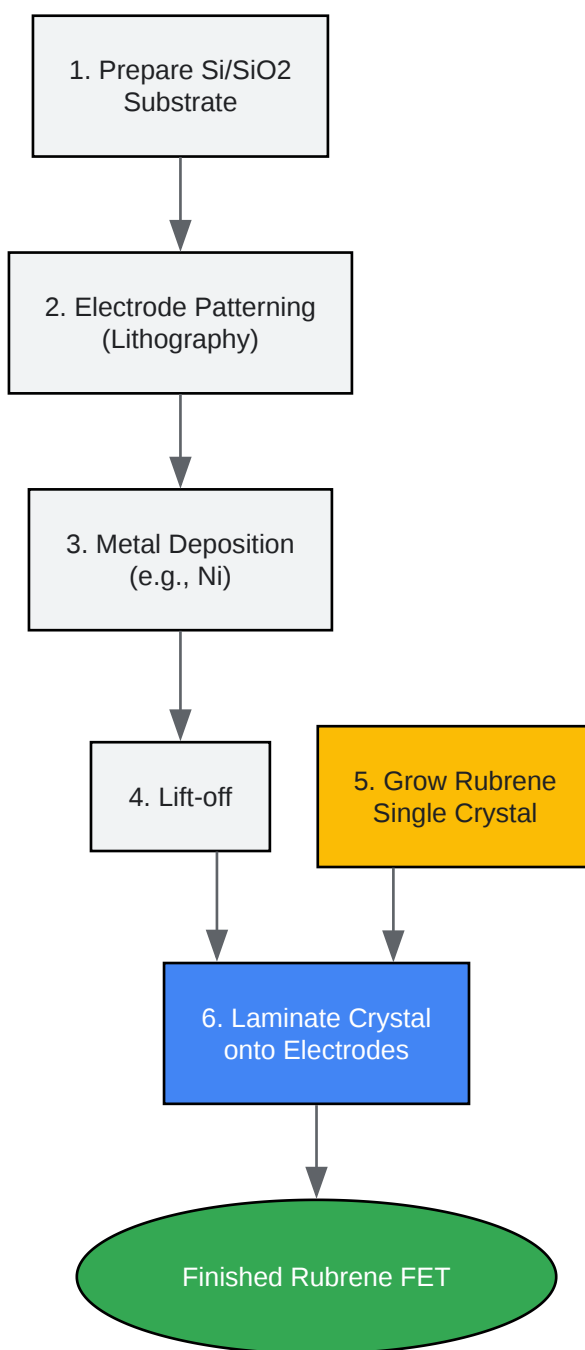 1. Prepare Si/SiO2
Substrate
2. Electrode Patterning
(Lithography)
3. Metal Deposition
(e.g., Ni)
4. Lift-off
5. Grow Rubrene
Single Crystal
6. Laminate Crystal
onto Electrodes
Finished Rubrene FET